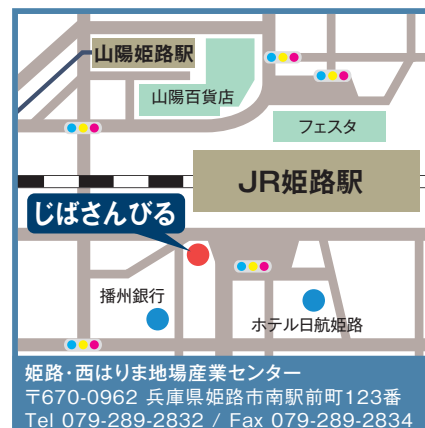 山陽姫路駅
山陽百貨店
フェスタ
JR姫路駅
じばさんびる
播州銀行
ホテル日航姫路
姫路・西はりま地場産業センター
〒670-0962 兵庫県姫路市南駅前町123番
Tel 079-289-2832 / Fax 079-289-2834